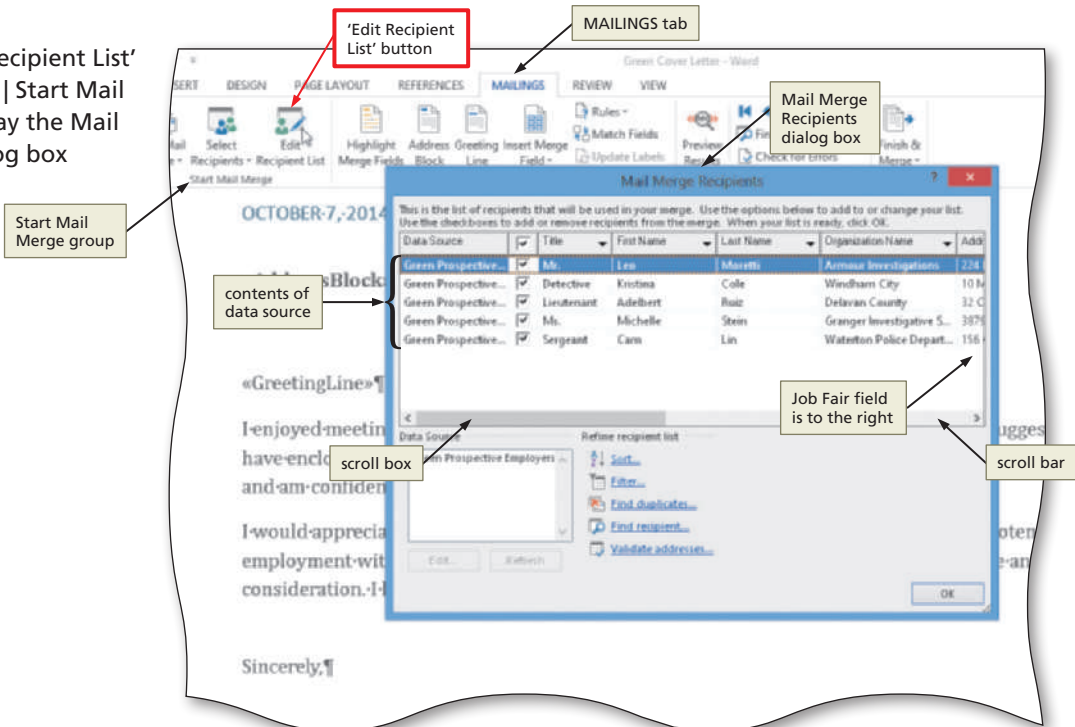 ecipient List'
| Start Mail
ay the Mail
og box
'Edit Recipient
List' button
MAILINGS tab
Green Cover Letter - Word
SERT DESIGN PAGE LAYOUT REFERENCES MAILINGS REVIEW VIEW
Select
Recipients
Edit
Recipient List
Highlight
Merge Fields
Address
Block
Greeting
Line
Insert Merge
Field
Rules
Match Fields
Update Labels
Preview
Results
Check for Errors
Finish &
Merge
Start Mail Merge
Mail Merge
Recipients
dialog box
Start Mail
Merge group
OCTOBER·7,·2014
Mail Merge Recipients ?
This is the list of recipients that will be used in your merge. Use the options below to add to or change your list.
Use the checkboxes to add or remove recipients from the merge. When your list is ready, click OK.
Data Source Title First Name Last Name Organization Name Addr
Green Prospective... Mr. Leo Moretti Armour Investigations 224
Green Prospective... Detective Kristina Cole Windham City 10
Green Prospective... Lieutenant Adelbert Ruiz Delavan County 32
Green Prospective... Ms. Michelle Stein Granger Investigative S... 3879
Green Prospective... Sergeant Cam Lin Waterton Police Depart... 156
contents of
data source
sBlock
«GreetingLine»¶
Job Fair field
is to the right
I·enjoyed·meetin
ugges
have·enclo
and·am·confiden
scroll box
scroll bar
Data Source
Green Prospective Employers
Refine recipient list
Sort...
Filter...
Find duplicates...
Find recipient...
Validate addresses...
Edit... Refresh
OK
I·would·apprecia
oten
employment·wit
e·an
consideration.·I·
Sincerely,¶